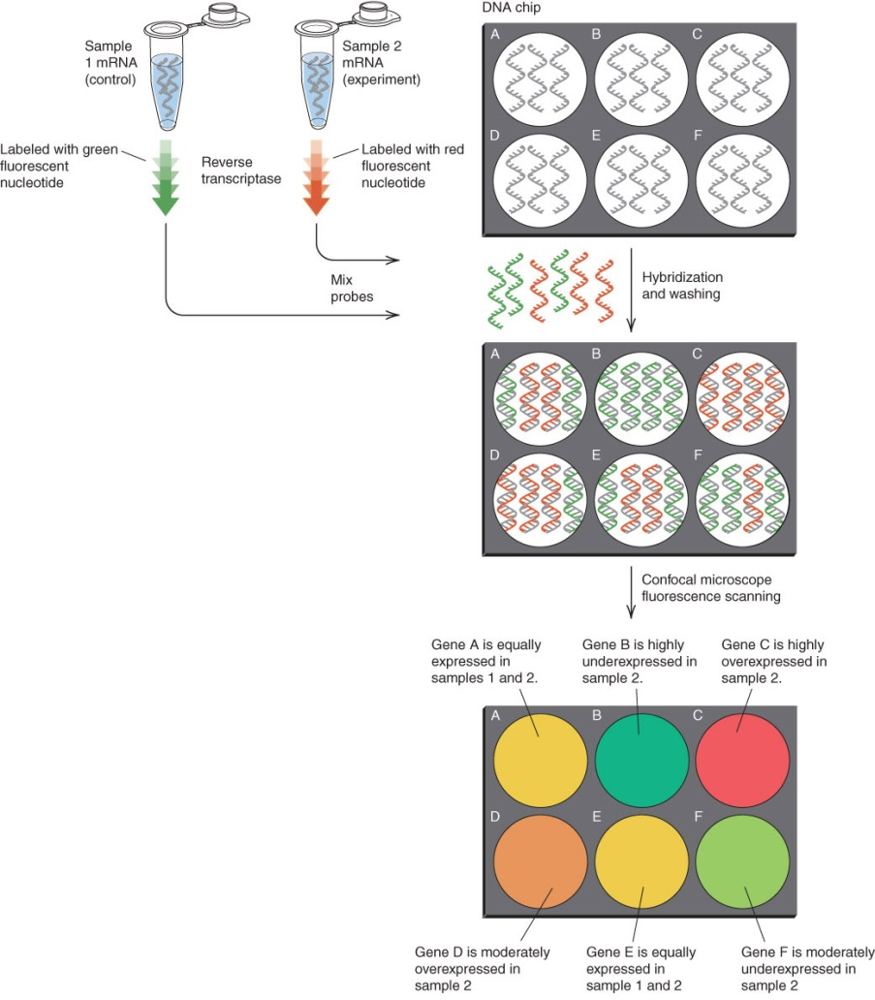 DNA chip
Sample
1 mRNA
(control)
Sample 2
mRNA
(experiment)
A
B
C
D
E
F
Labeled with green
fluorescent
nucleotide
Reverse
transcriptase
Labeled with red
fluorescent
nucleotide
Mix
probes
Hybridization
and washing
A
B
C
D
E
F
Confocal microscope
fluorescence scanning
Gene A is equally
expressed in
samples 1 and 2.
Gene B is highly
underexpressed in
sample 2.
Gene C is highly
overexpressed in
sample 2.
A
B
C
D
E
F
Gene D is moderately
overexpressed in
sample 2
Gene E is equally
expressed in
sample 1 and 2
Gene F is moderately
underexpressed in
sample 2